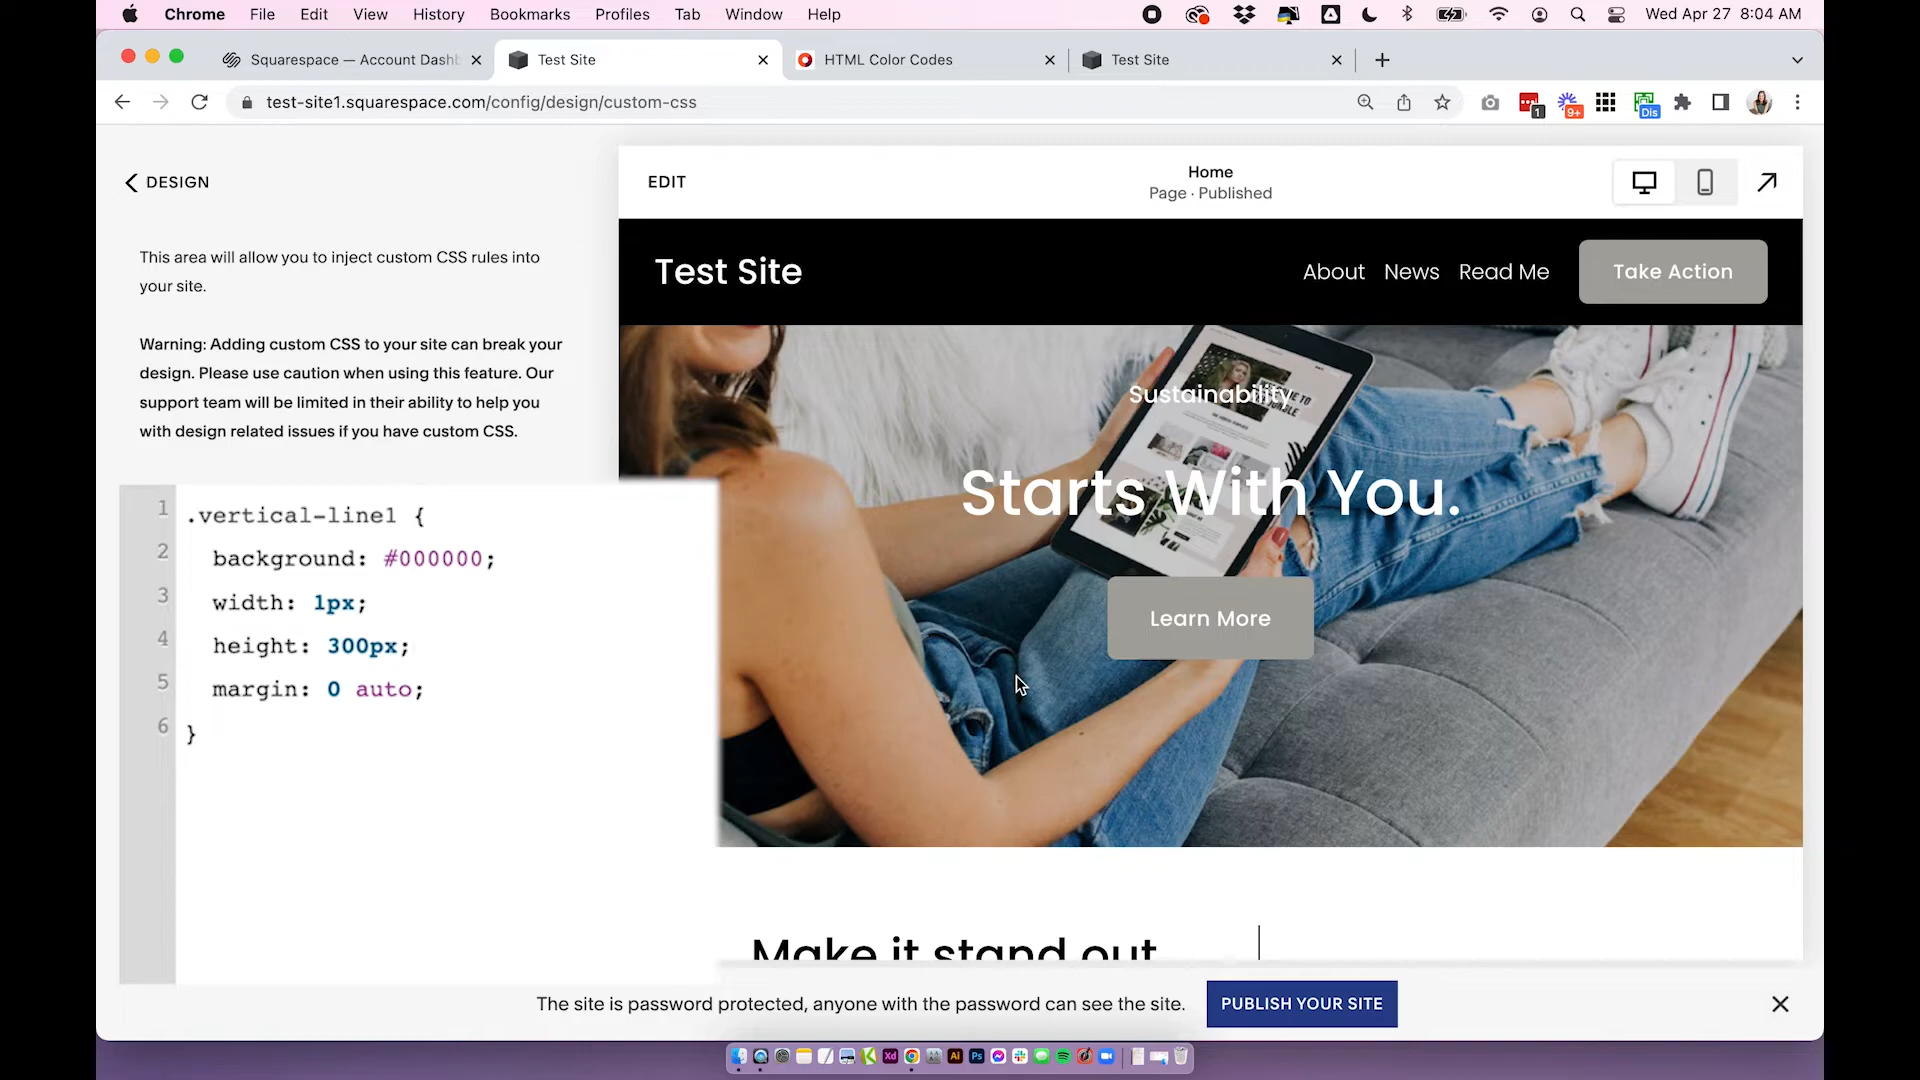 Chrome File Edit View History Bookmarks Profiles Tab Window Help Wed Apr 27 8:04 AM
Squarespace — Account Dashb Test Site HTML Color Codes Test Site
test-site1.squarespace.com/config/design/custom-css
1 9+ Dis
DESIGN
EDIT
Home
Page · Published
This area will allow you to inject custom CSS rules into
your site.
Warning: Adding custom CSS to your site can break your
design. Please use caution when using this feature. Our
support team will be limited in their ability to help you
with design related issues if you have custom CSS.
1 .vertical-line1 {
2 background: #000000;
3 width: 1px;
4 height: 300px;
5 margin: 0 auto;
6 }
Test Site
About News Read Me Take Action
Sustainability
Starts With You.
Learn More
Make it stand out
The site is password protected, anyone with the password can see the site. PUBLISH YOUR SITE
Xd Ai Ps